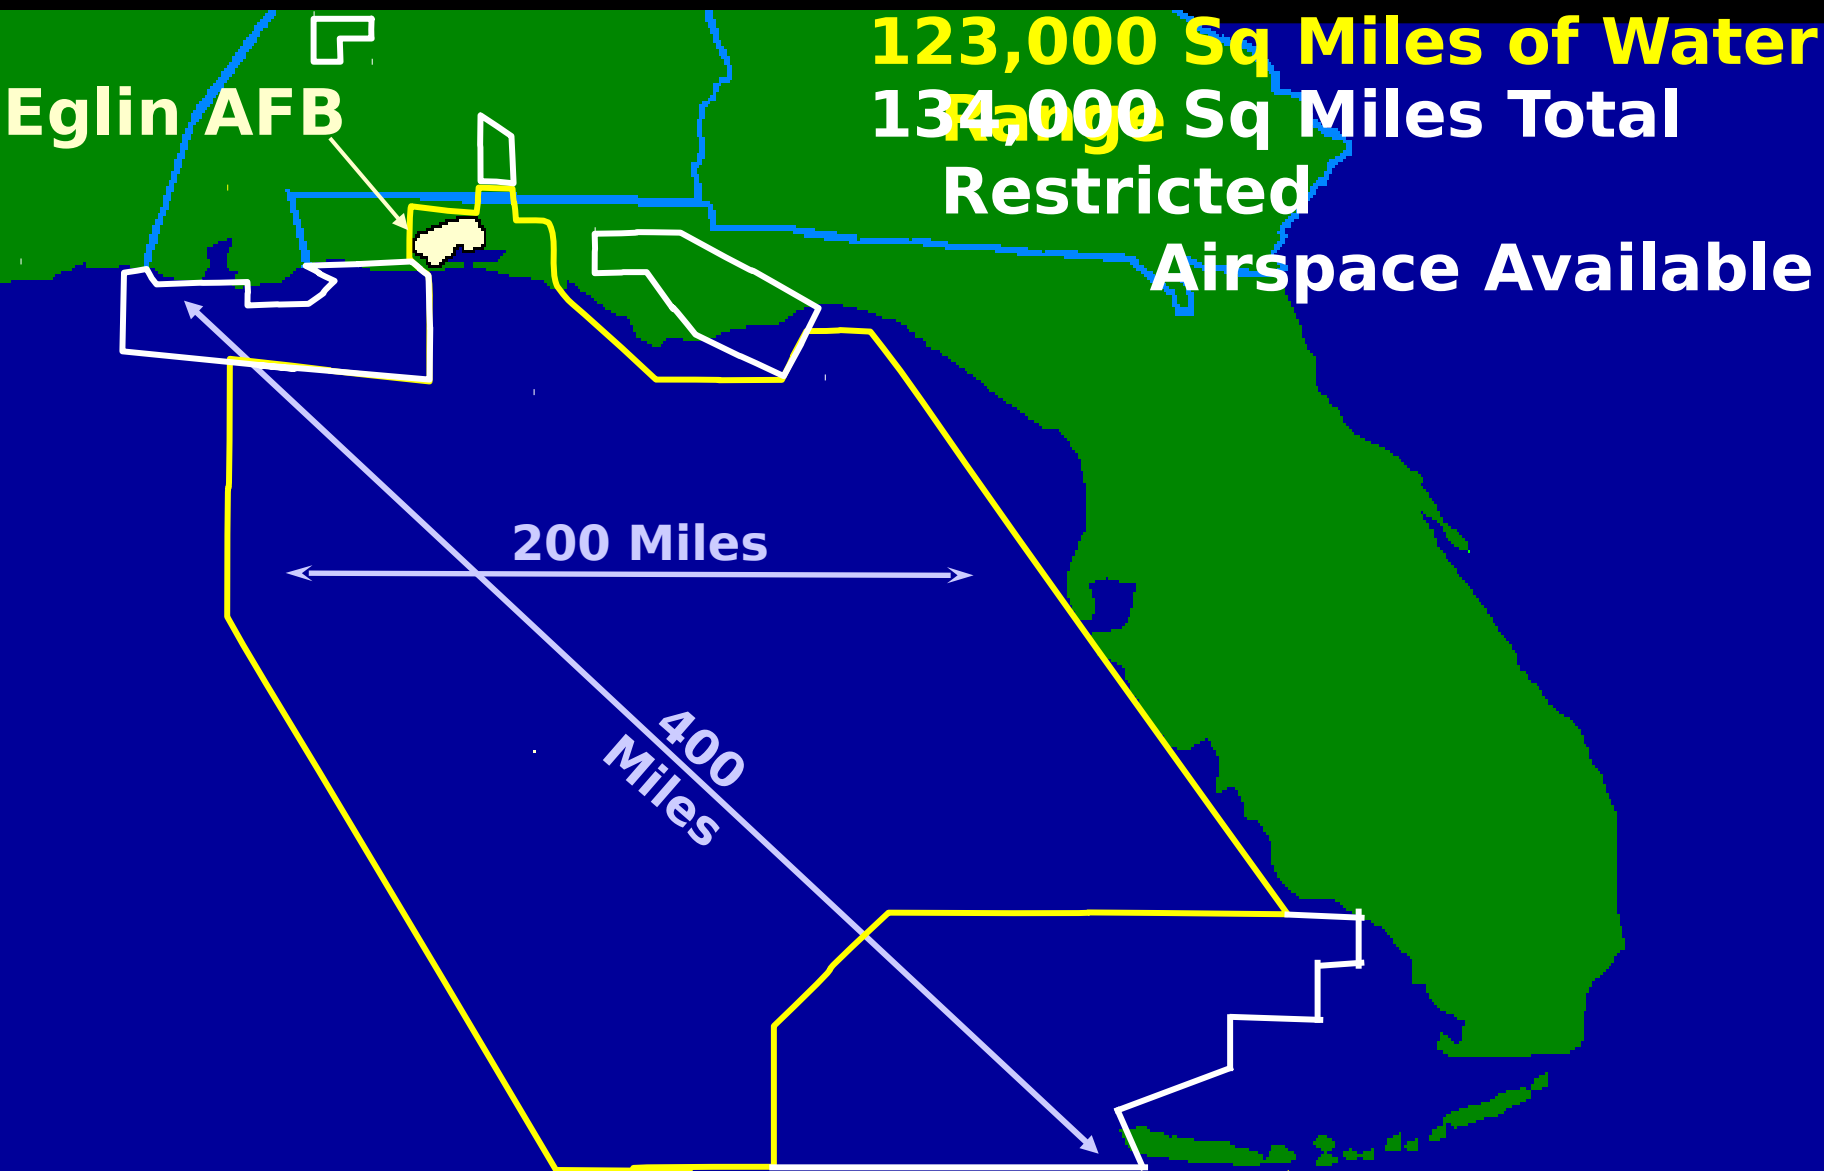 123,000 Sq Miles of Water
Range
134,000 Sq Miles Total
Restricted
Airspace Available
Eglin AFB
200 Miles
400
Miles